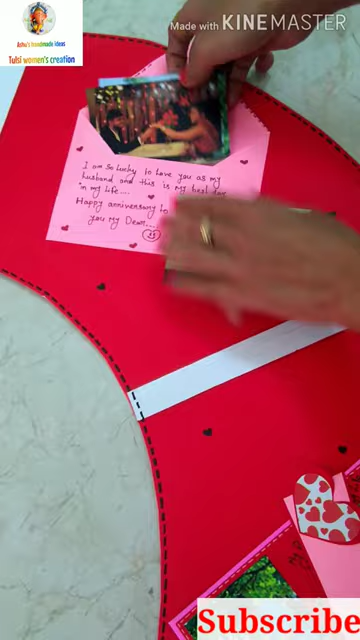 Ashu's handmade ideas
Tulsi women's creation
Made with KINEMASTER
I am so lucky to have you as my
husband and this is my best day
in my life....
Happy anniversary to
you my Dear...
Subscribe